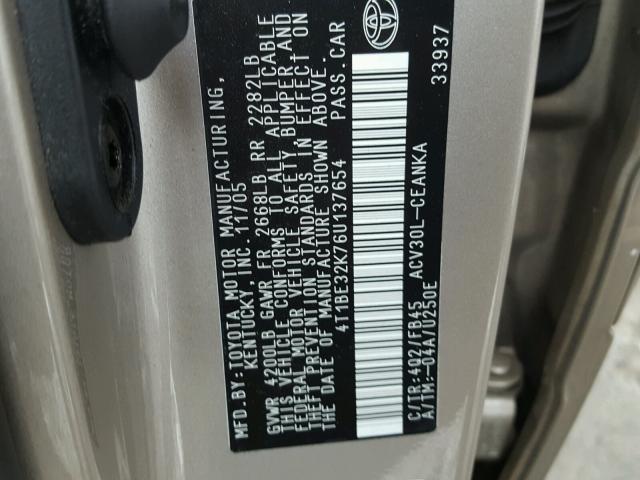 MFD.BY:TOYOTA MOTOR MANUFACTURING,
KENTUCKY, INC. 11/05
GVWR 4200LB GAWR FR 2668LB RR 2282LB
THIS VEHICLE CONFORMS TO ALL APPLICABLE
FEDERAL MOTOR VEHICLE SAFETY, BUMPER, AND
THEFT PREVENTION STANDARDS IN EFFECT ON
THE DATE OF MANUFACTURE SHOWN ABOVE.
4T1BE32K76U137654 PASS.CAR
ACV30L-CEANKA
C/TR:4Q2/FB45
A/TM:-04A/U250E 33937